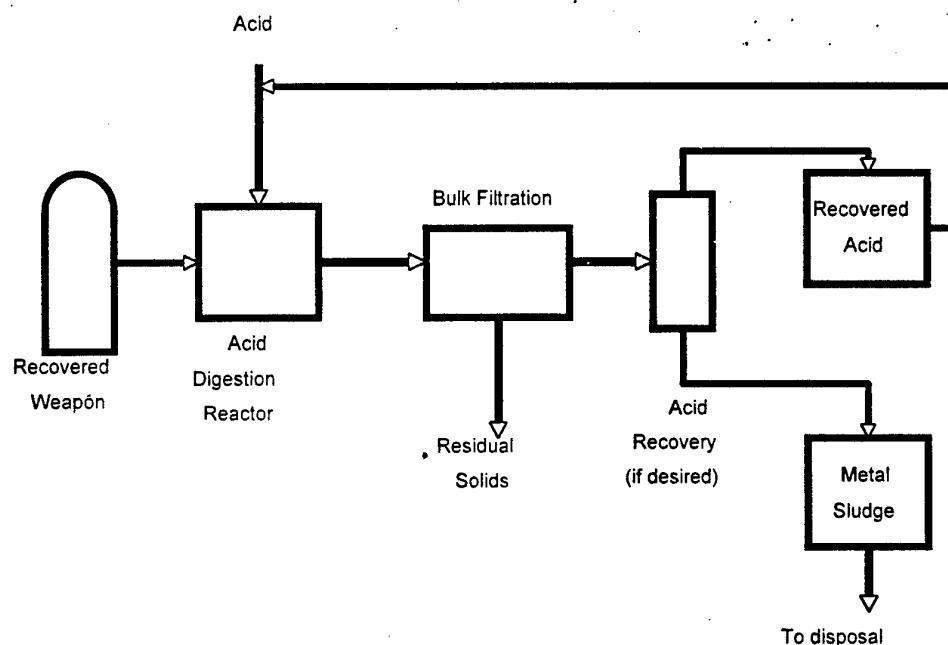 Acid
Bulk Filtration
Recovered
Acid
Recovered
Weapón
Acid
Digestion
Reactor
Residual
Solids
Acid
Recovery
(if desired)
Metal
Sludge
To disposal